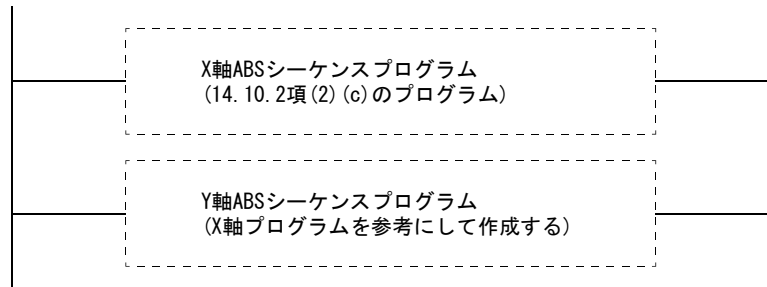 X軸ABSシーケンスプログラム
(14.10.2項(2)(c)のプログラム)
Y軸ABSシーケンスプログラム
(X軸プログラムを参考にして作成する)